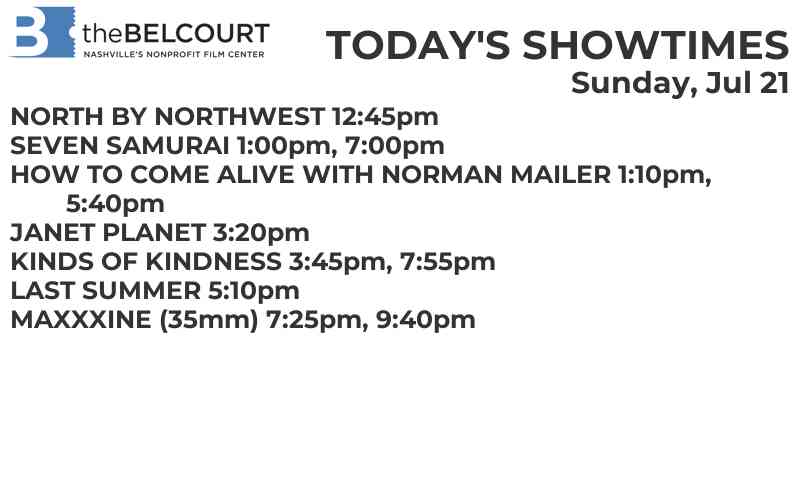 B theBELCOURT
NASHVILLE'S NONPROFIT FILM CENTER
TODAY'S SHOWTIMES
Sunday, Jul 21
NORTH BY NORTHWEST 12:45pm
SEVEN SAMURAI 1:00pm, 7:00pm
HOW TO COME ALIVE WITH NORMAN MAILER 1:10pm,
5:40pm
JANET PLANET 3:20pm
KINDS OF KINDNESS 3:45pm, 7:55pm
LAST SUMMER 5:10pm
MAXXXINE (35mm) 7:25pm, 9:40pm